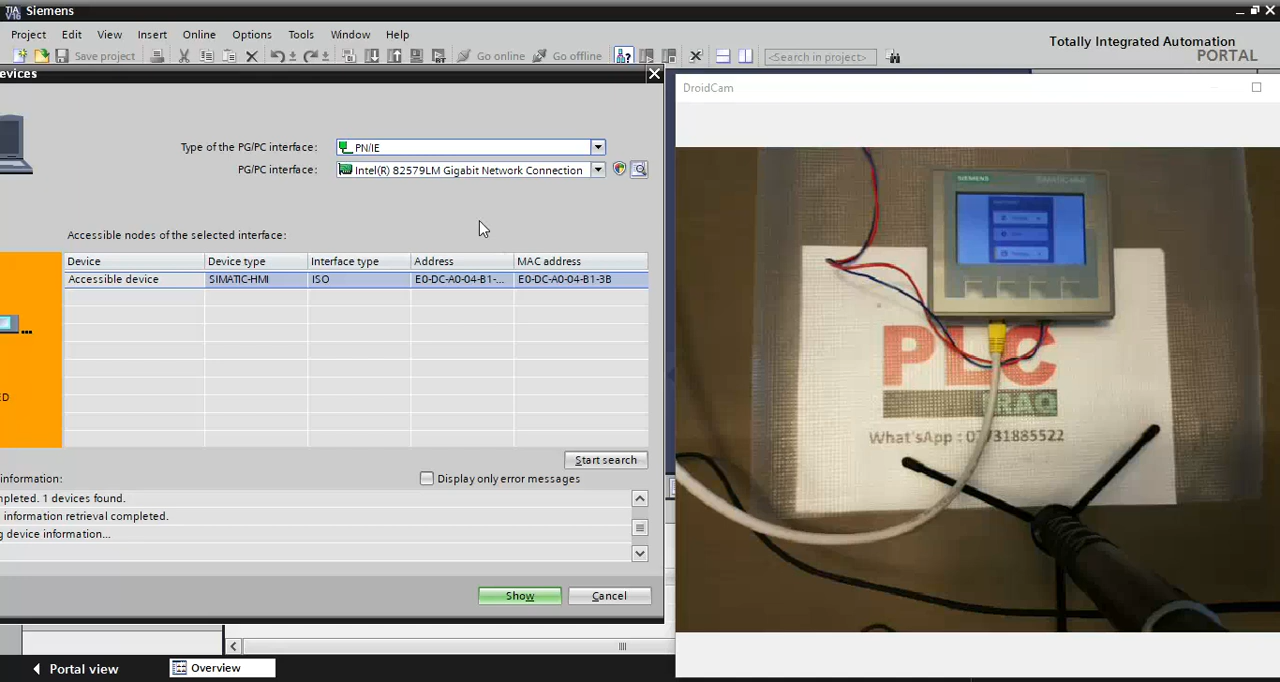 TIA
V16
Siemens
Project Edit View Insert Online Options Tools Window Help
Totally Integrated Automation
PORTAL
Save project
Go online
Go offline
<Search in project>
evices
DroidCam
Type of the PG/PC interface:
PN/IE
PG/PC interface:
Intel(R) 82579LM Gigabit Network Connection
Accessible nodes of the selected interface:
Device Device type Interface type Address MAC address
Accessible device SIMATIC-HMI ISO E0-DC-A0-04-B1-... E0-DC-A0-04-B1-3B
...
ED
Start search
information:
Display only error messages
mpleted. 1 devices found.
information retrieval completed.
g device information...
Show
Cancel
Portal view
Overview
SIEMENS
SIMATIC HMI
PLC
IRAQ
What'sApp : 07731885522